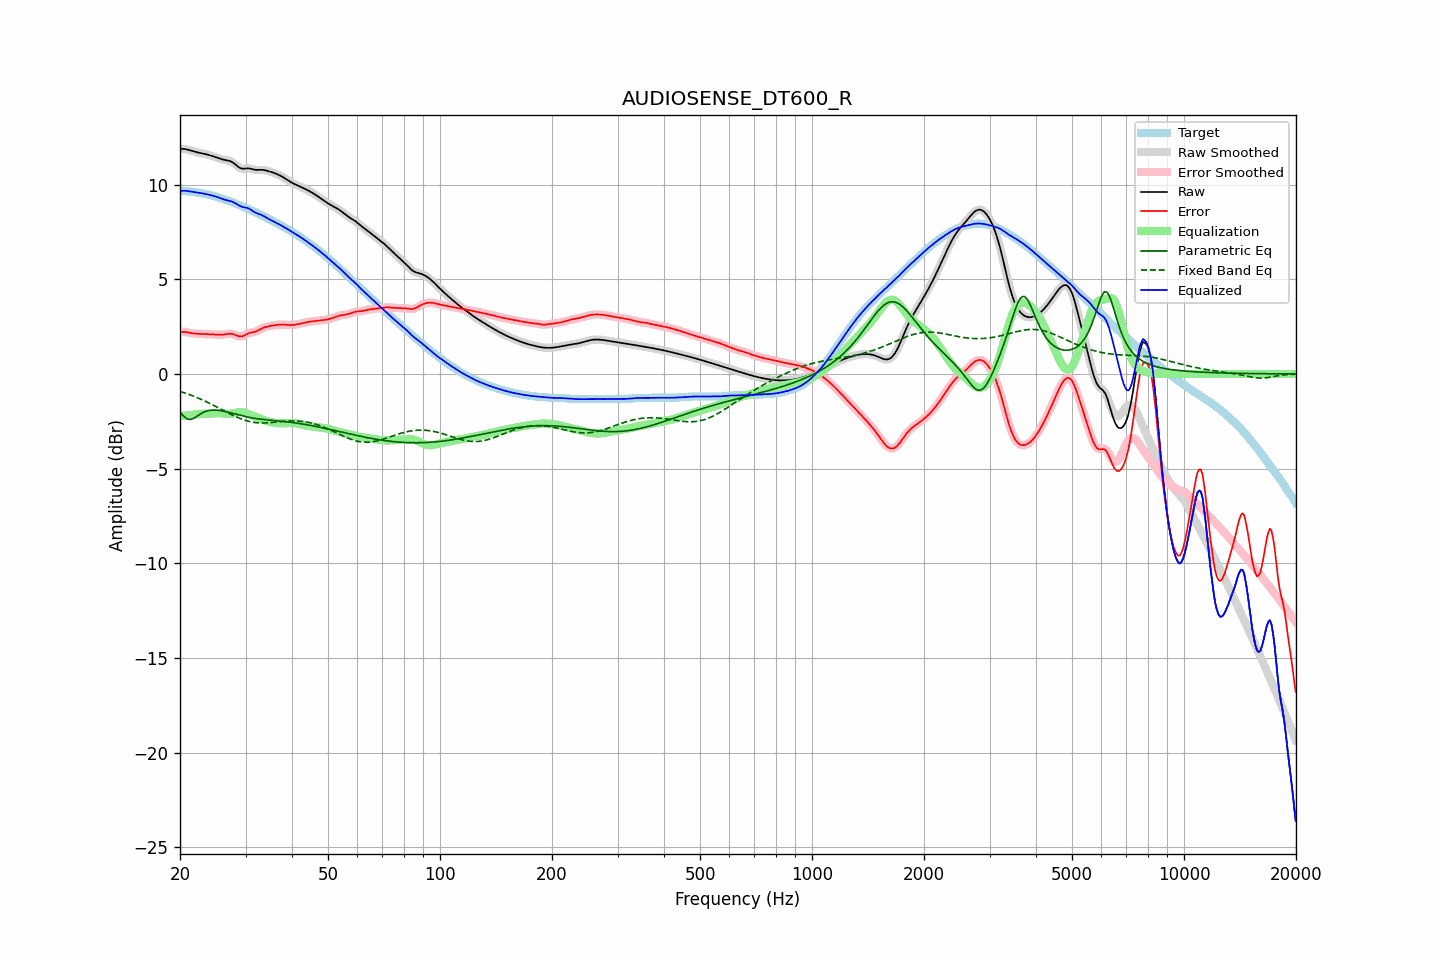 AUDIOSENSE_DT600_R
Target
Raw Smoothed
Error Smoothed
Raw
Error
Equalization
Parametric Eq
Fixed Band Eq
Equalized
Amplitude (dBr)
10
5
0
−5
−10
−15
−20
−25
20 50 100 200 500 1000 2000 5000 10000 20000
Frequency (Hz)